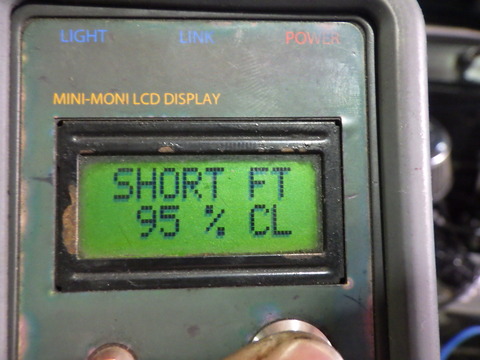 LIGHT LINK POWER
MINI-MONI LCD DISPLAY
SHORT FT
95 % CL